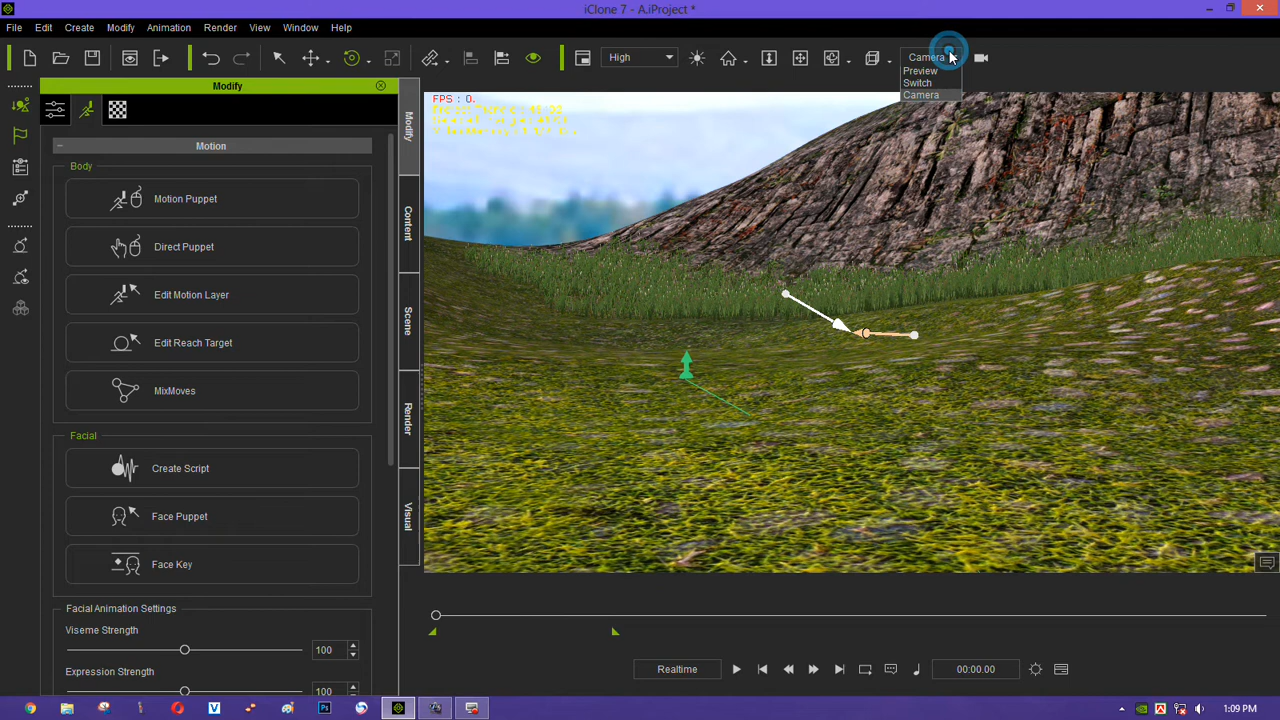 iClone 7 - A.iProject *
File Edit Create Modify Animation Render View Window Help
High
Camera
Preview
Switch
Camera
Modify
FPS : 0.
Motion
Modify
Body
Motion Puppet
Direct Puppet
Content
Edit Motion Layer
Scene
Edit Reach Target
MixMoves
Render
Facial
Create Script
Face Puppet
Visual
Face Key
Facial Animation Settings
Viseme Strength
100
Expression Strength
100
Realtime
00:00.00
Ps
1:09 PM